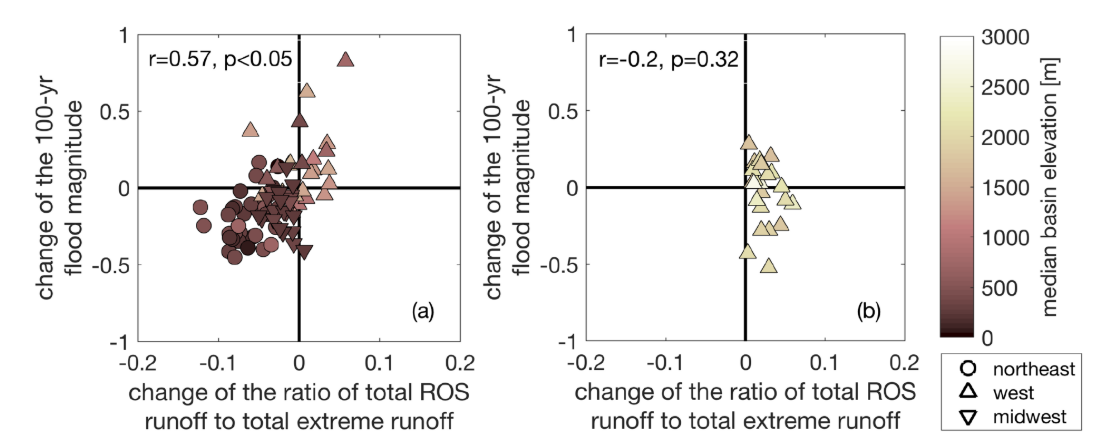 1
0.5
0
-0.5
-1
change of the 100-yr
flood magnitude
r=0.57, p<0.05
(a)
-0.2
-0.1
0
0.1
0.2
change of the ratio of total ROS
runoff to total extreme runoff
1
0.5
0
-0.5
-1
change of the 100-yr
flood magnitude
r=-0.2, p=0.32
(b)
-0.2
-0.1
0
0.1
0.2
change of the ratio of total ROS
runoff to total extreme runoff
3000
2500
2000
1500
1000
500
0
median basin elevation [m]
northeast
west
midwest